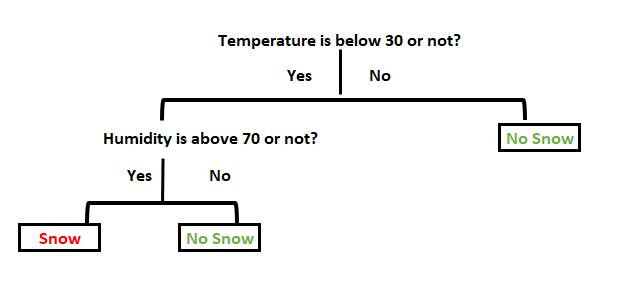 Temperature is below 30 or not?
Yes No
Humidity is above 70 or not?
No Snow
Yes No
Snow
No Snow